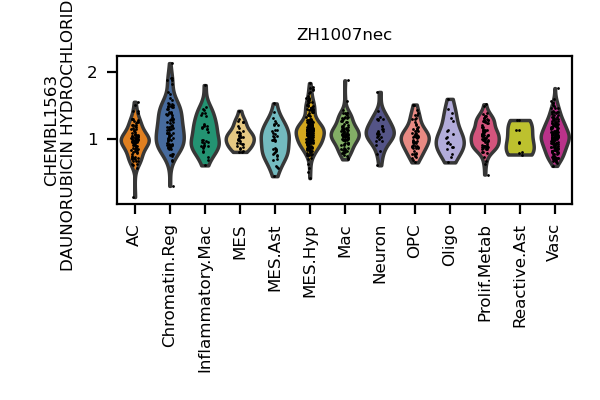 ZH1007nec
CHEMBL1563
DAUNORUBICIN HYDROCHLORID
2
1
AC
Chromatin.Reg
Inflammatory.Mac
MES
MES.Ast
MES.Hyp
Mac
Neuron
OPC
Oligo
Prolif.Metab
Reactive.Ast
Vasc